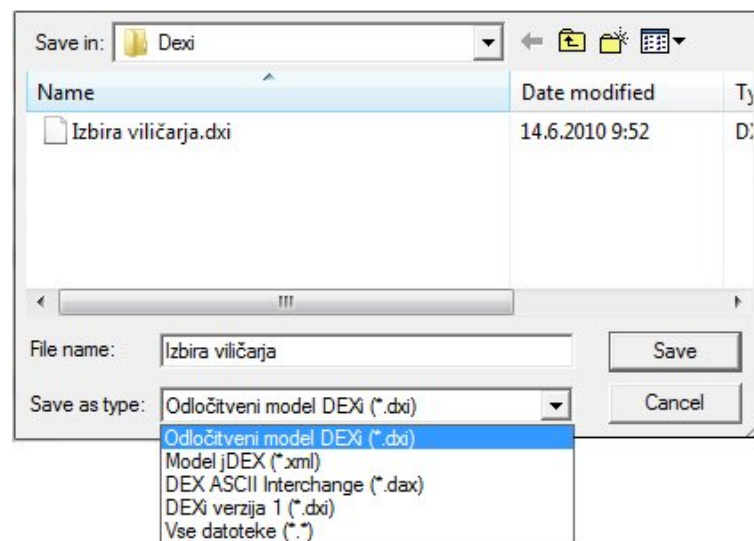 Save in: Dexi
Name Date modified Ty
Izbira viličarja.dxi 14.6.2010 9:52
File name: Izbira viličarja Save
Save as type: Odločitveni model DEXi (*.dxi) Cancel
Odločitveni model DEXi (*.dxi)
Model jDEX (*.xml)
DEX ASCII Interchange (*.dax)
DEXi verzija 1 (*.dxi)
Vse datoteke (*.*)